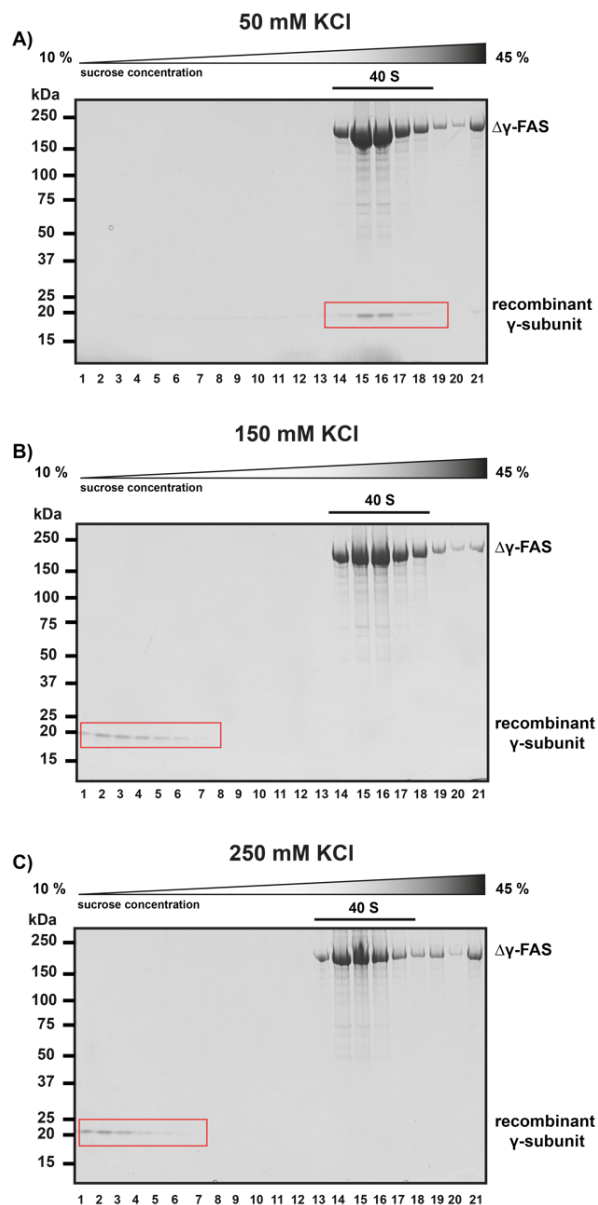 50 mM KCl
A)
10 %
45 %
sucrose concentration
40 S
kDa
250
150
100
75
50
37
25
20
15
Δγ-FAS
recombinant
γ-subunit
1 2 3 4 5 6 7 8 9 10 11 12 13 14 15 16 17 18 19 20 21
150 mM KCl
B)
10 %
45 %
sucrose concentration
40 S
kDa
250
150
100
75
50
37
25
20
15
Δγ-FAS
recombinant
γ-subunit
1 2 3 4 5 6 7 8 9 10 11 12 13 14 15 16 17 18 19 20 21
250 mM KCl
C)
10 %
45 %
sucrose concentration
40 S
kDa
250
150
100
75
50
37
25
20
15
Δγ-FAS
recombinant
γ-subunit
1 2 3 4 5 6 7 8 9 10 11 12 13 14 15 16 17 18 19 20 21